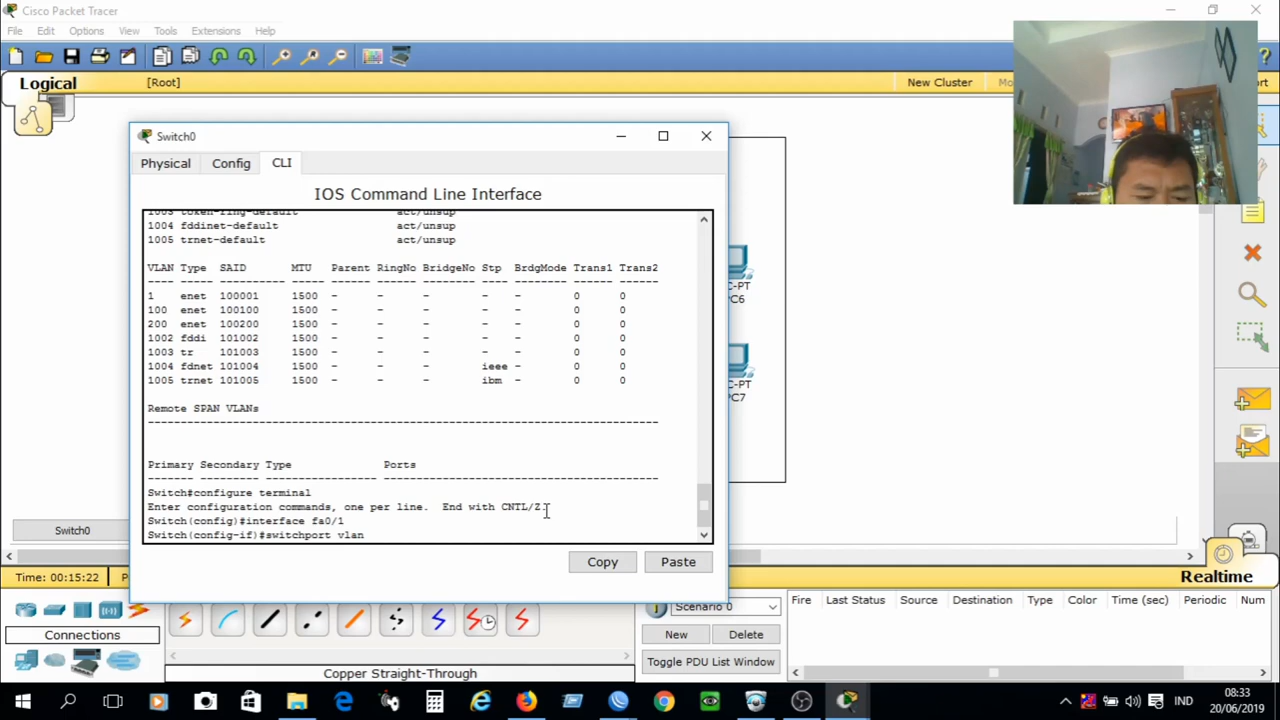 Cisco Packet Tracer
File Edit Options View Tools Extensions Help
Logical [Root] New Cluster
Switch0
Physical Config CLI
IOS Command Line Interface
1003 token-ring-default act/unsup
1004 fddinet-default act/unsup
1005 trnet-default act/unsup
VLAN Type SAID MTU Parent RingNo BridgeNo Stp BrdgMode Trans1 Trans2
---- ----- ---------- ----- ------ ------ -------- ---- -------- ------ ------
1 enet 100001 1500 - - - - - 0 0
100 enet 100100 1500 - - - - - 0 0
200 enet 100200 1500 - - - - - 0 0
1002 fddi 101002 1500 - - - - - 0 0
1003 tr 101003 1500 - - - - - 0 0
1004 fdnet 101004 1500 - - - ieee - 0 0
1005 trnet 101005 1500 - - - ibm - 0 0
Remote SPAN VLANs
------------------------------------------------------------------------------
Primary Secondary Type Ports
------- --------- ----------------- ------------------------------------------
Switch#configure terminal
Enter configuration commands, one per line. End with CNTL/Z.
Switch(config)#interface fa0/1
Switch(config-if)#switchport vlan
Copy Paste
C-PT
PC6
C-PT
PC7
Switch0
Time: 00:15:22
Realtime
Connections
Copper Straight-Through
Scenario 0
New Delete
Toggle PDU List Window
Fire Last Status Source Destination Type Color Time (sec) Periodic Num
IND
08:33
20/06/2019